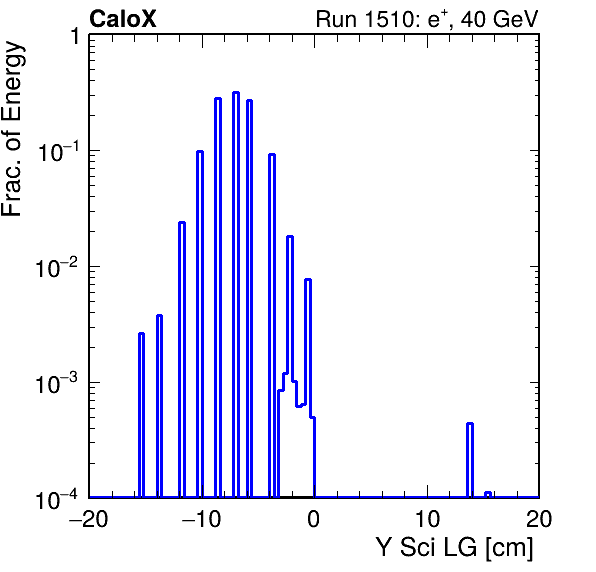 CaloX Run 1510: e⁺, 40 GeV
Frac. of Energy
1
10⁻¹
10⁻²
10⁻³
10⁻⁴
−20 −10 0 10 20
Y Sci LG [cm]